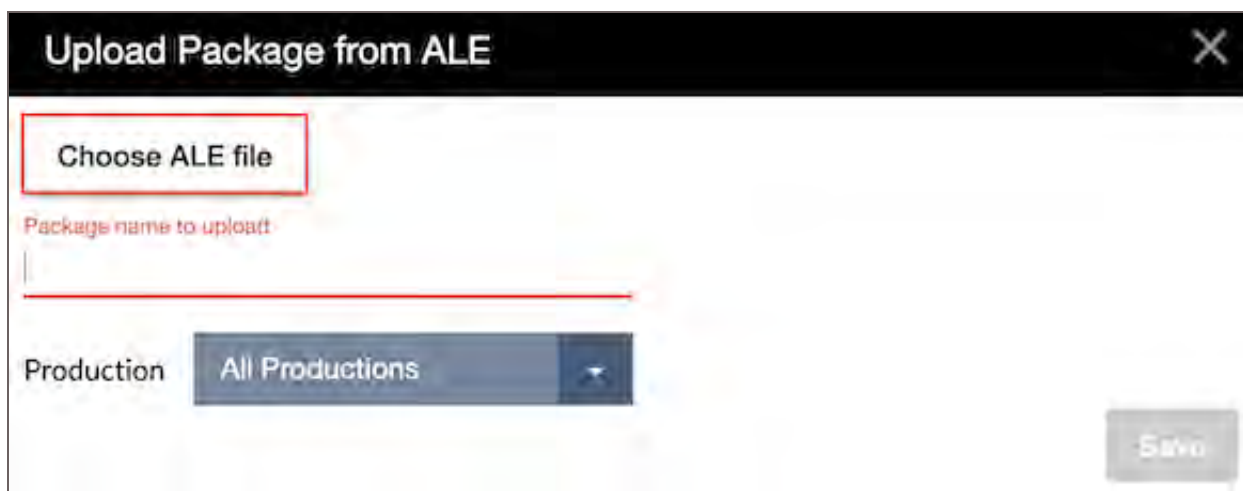 Upload Package from ALE
Choose ALE file
Package name to upload
Production All Productions
Save